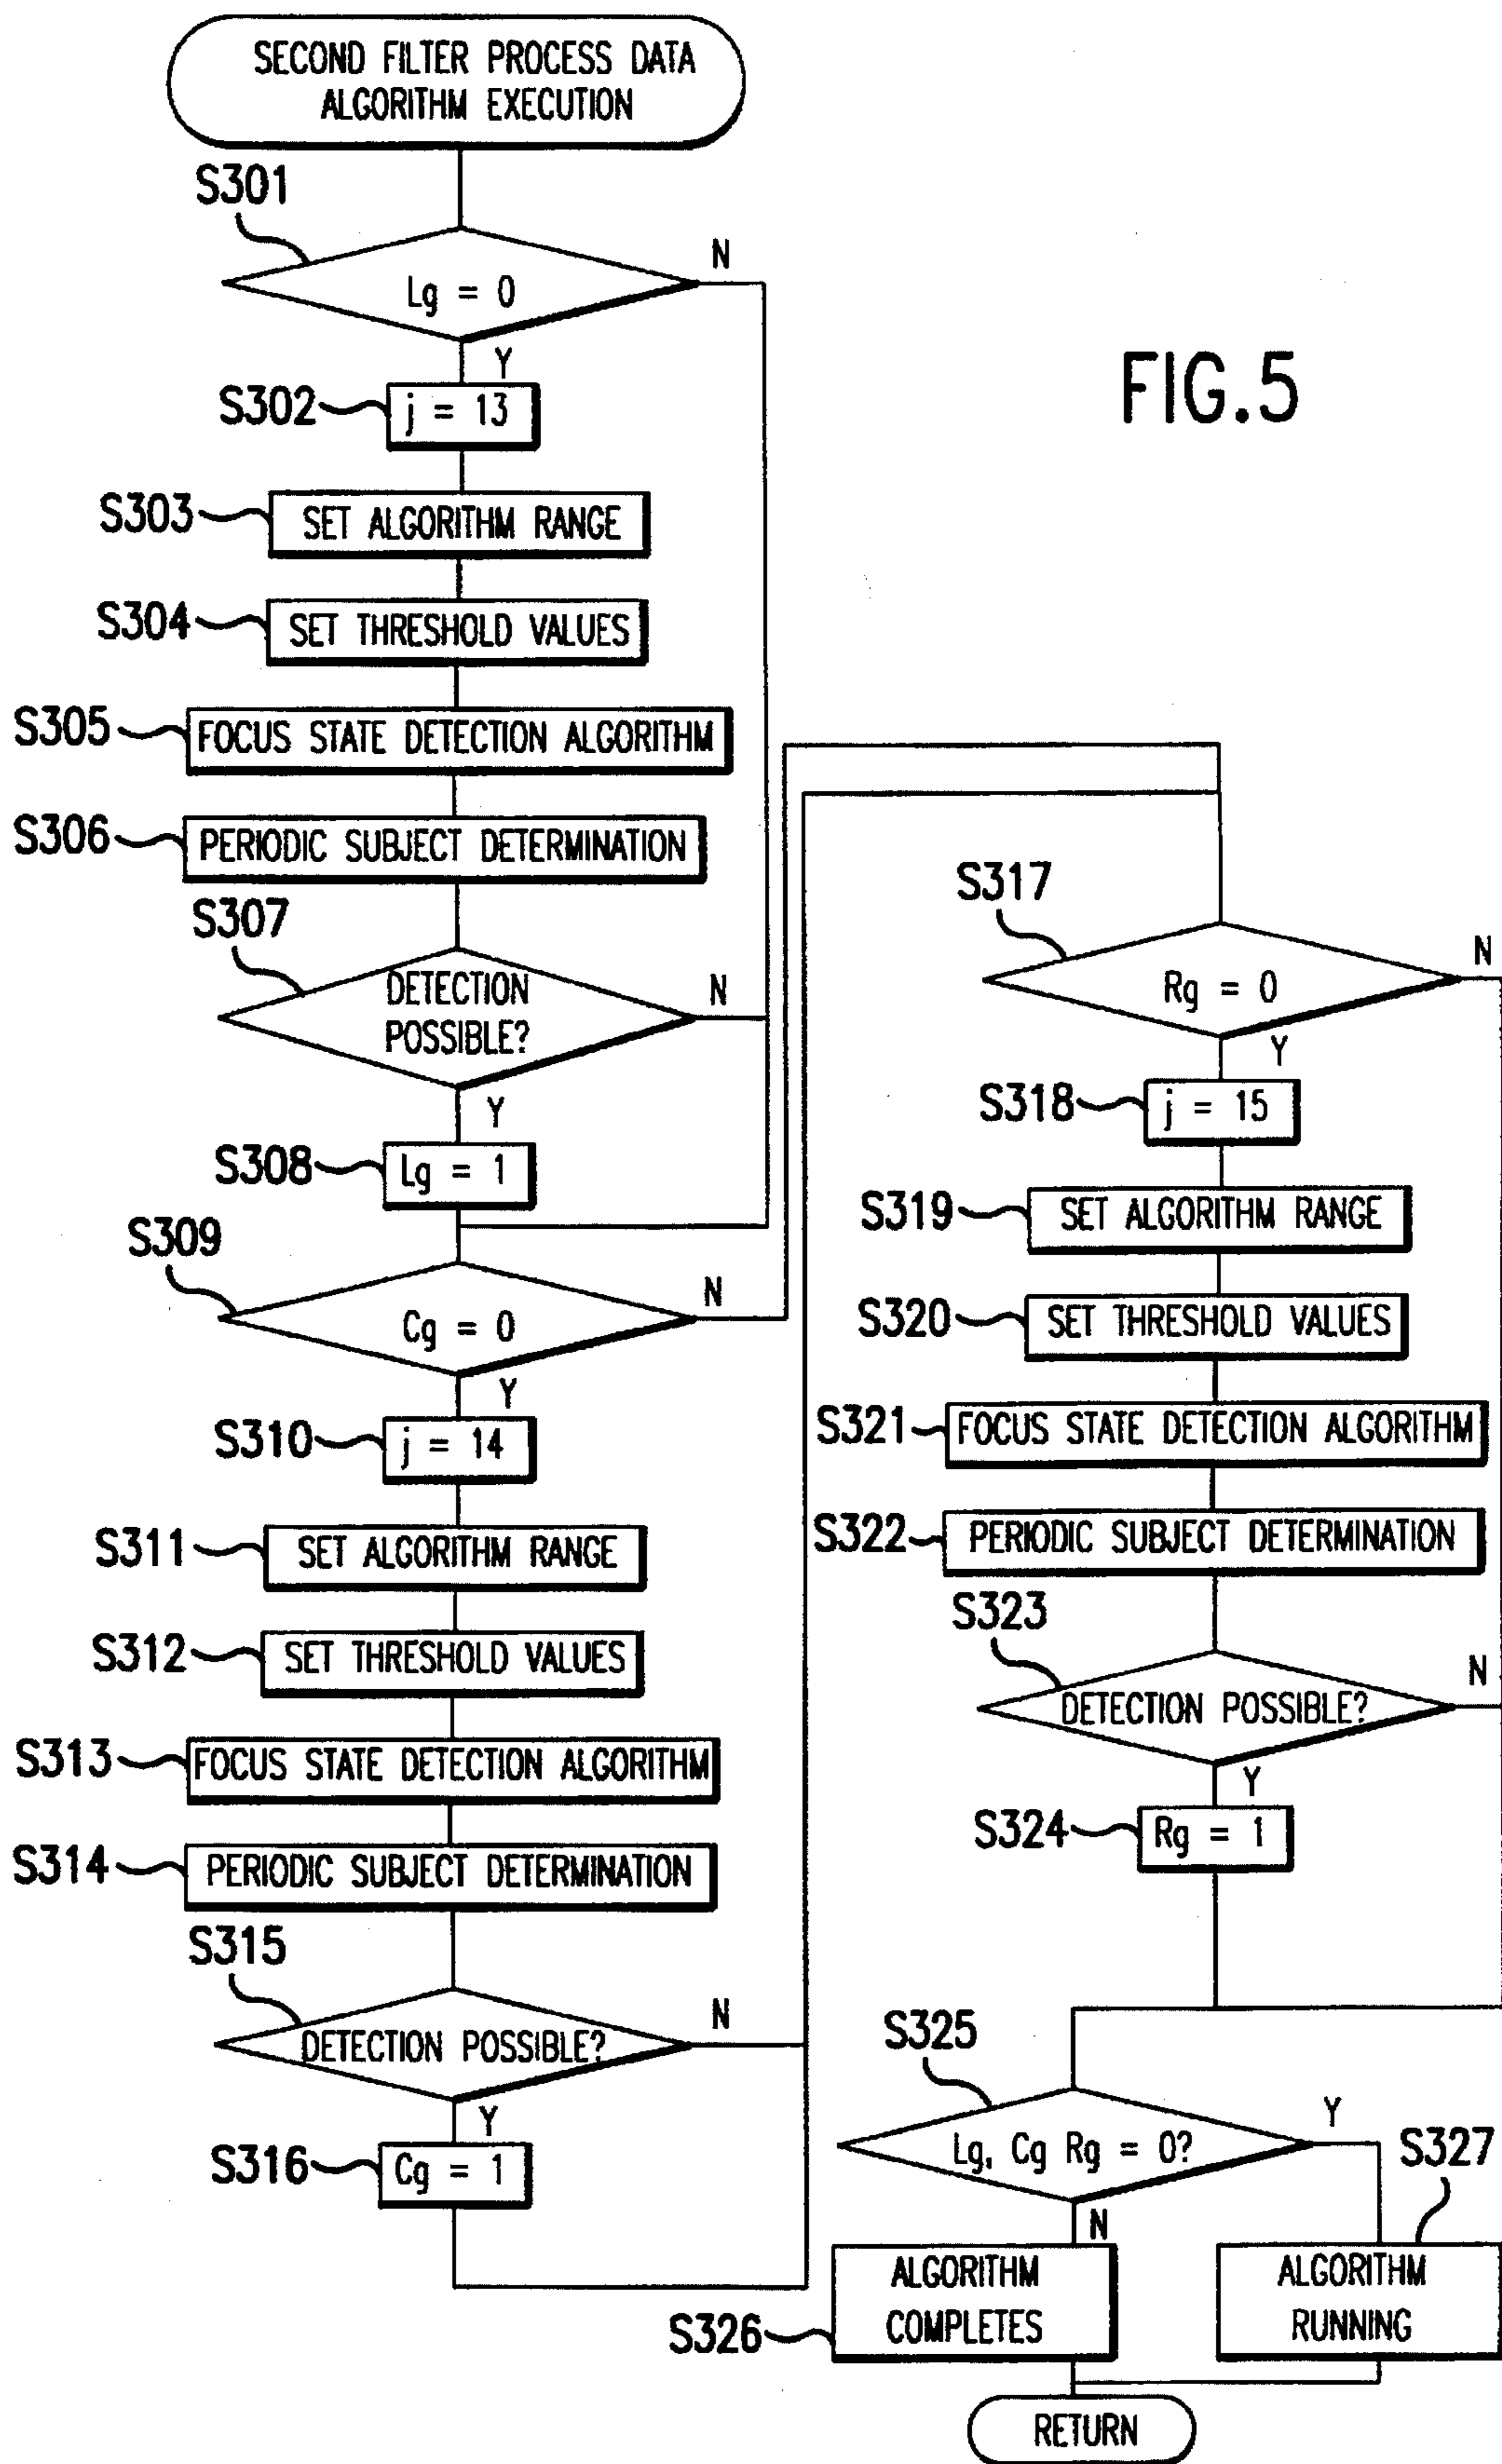 SECOND FILTER PROCESS DATA
ALGORITHM EXECUTION
S301
Lg = 0
N
Y
S302
j = 13
S303
SET ALGORITHM RANGE
S304
SET THRESHOLD VALUES
S305
FOCUS STATE DETECTION ALGORITHM
S306
PERIODIC SUBJECT DETERMINATION
S307
DETECTION
POSSIBLE?
N
Y
S308
Lg = 1
S309
Cg = 0
N
Y
S310
j = 14
S311
SET ALGORITHM RANGE
S312
SET THRESHOLD VALUES
S313
FOCUS STATE DETECTION ALGORITHM
S314
PERIODIC SUBJECT DETERMINATION
S315
DETECTION POSSIBLE?
N
Y
S316
Cg = 1
FIG.5
S317
Rg = 0
N
Y
S318
j = 15
S319
SET ALGORITHM RANGE
S320
SET THRESHOLD VALUES
S321
FOCUS STATE DETECTION ALGORITHM
S322
PERIODIC SUBJECT DETERMINATION
S323
DETECTION POSSIBLE?
N
Y
S324
Rg = 1
S325
Lg, Cg Rg = 0?
Y
N
S326
ALGORITHM
COMPLETES
S327
ALGORITHM
RUNNING
RETURN